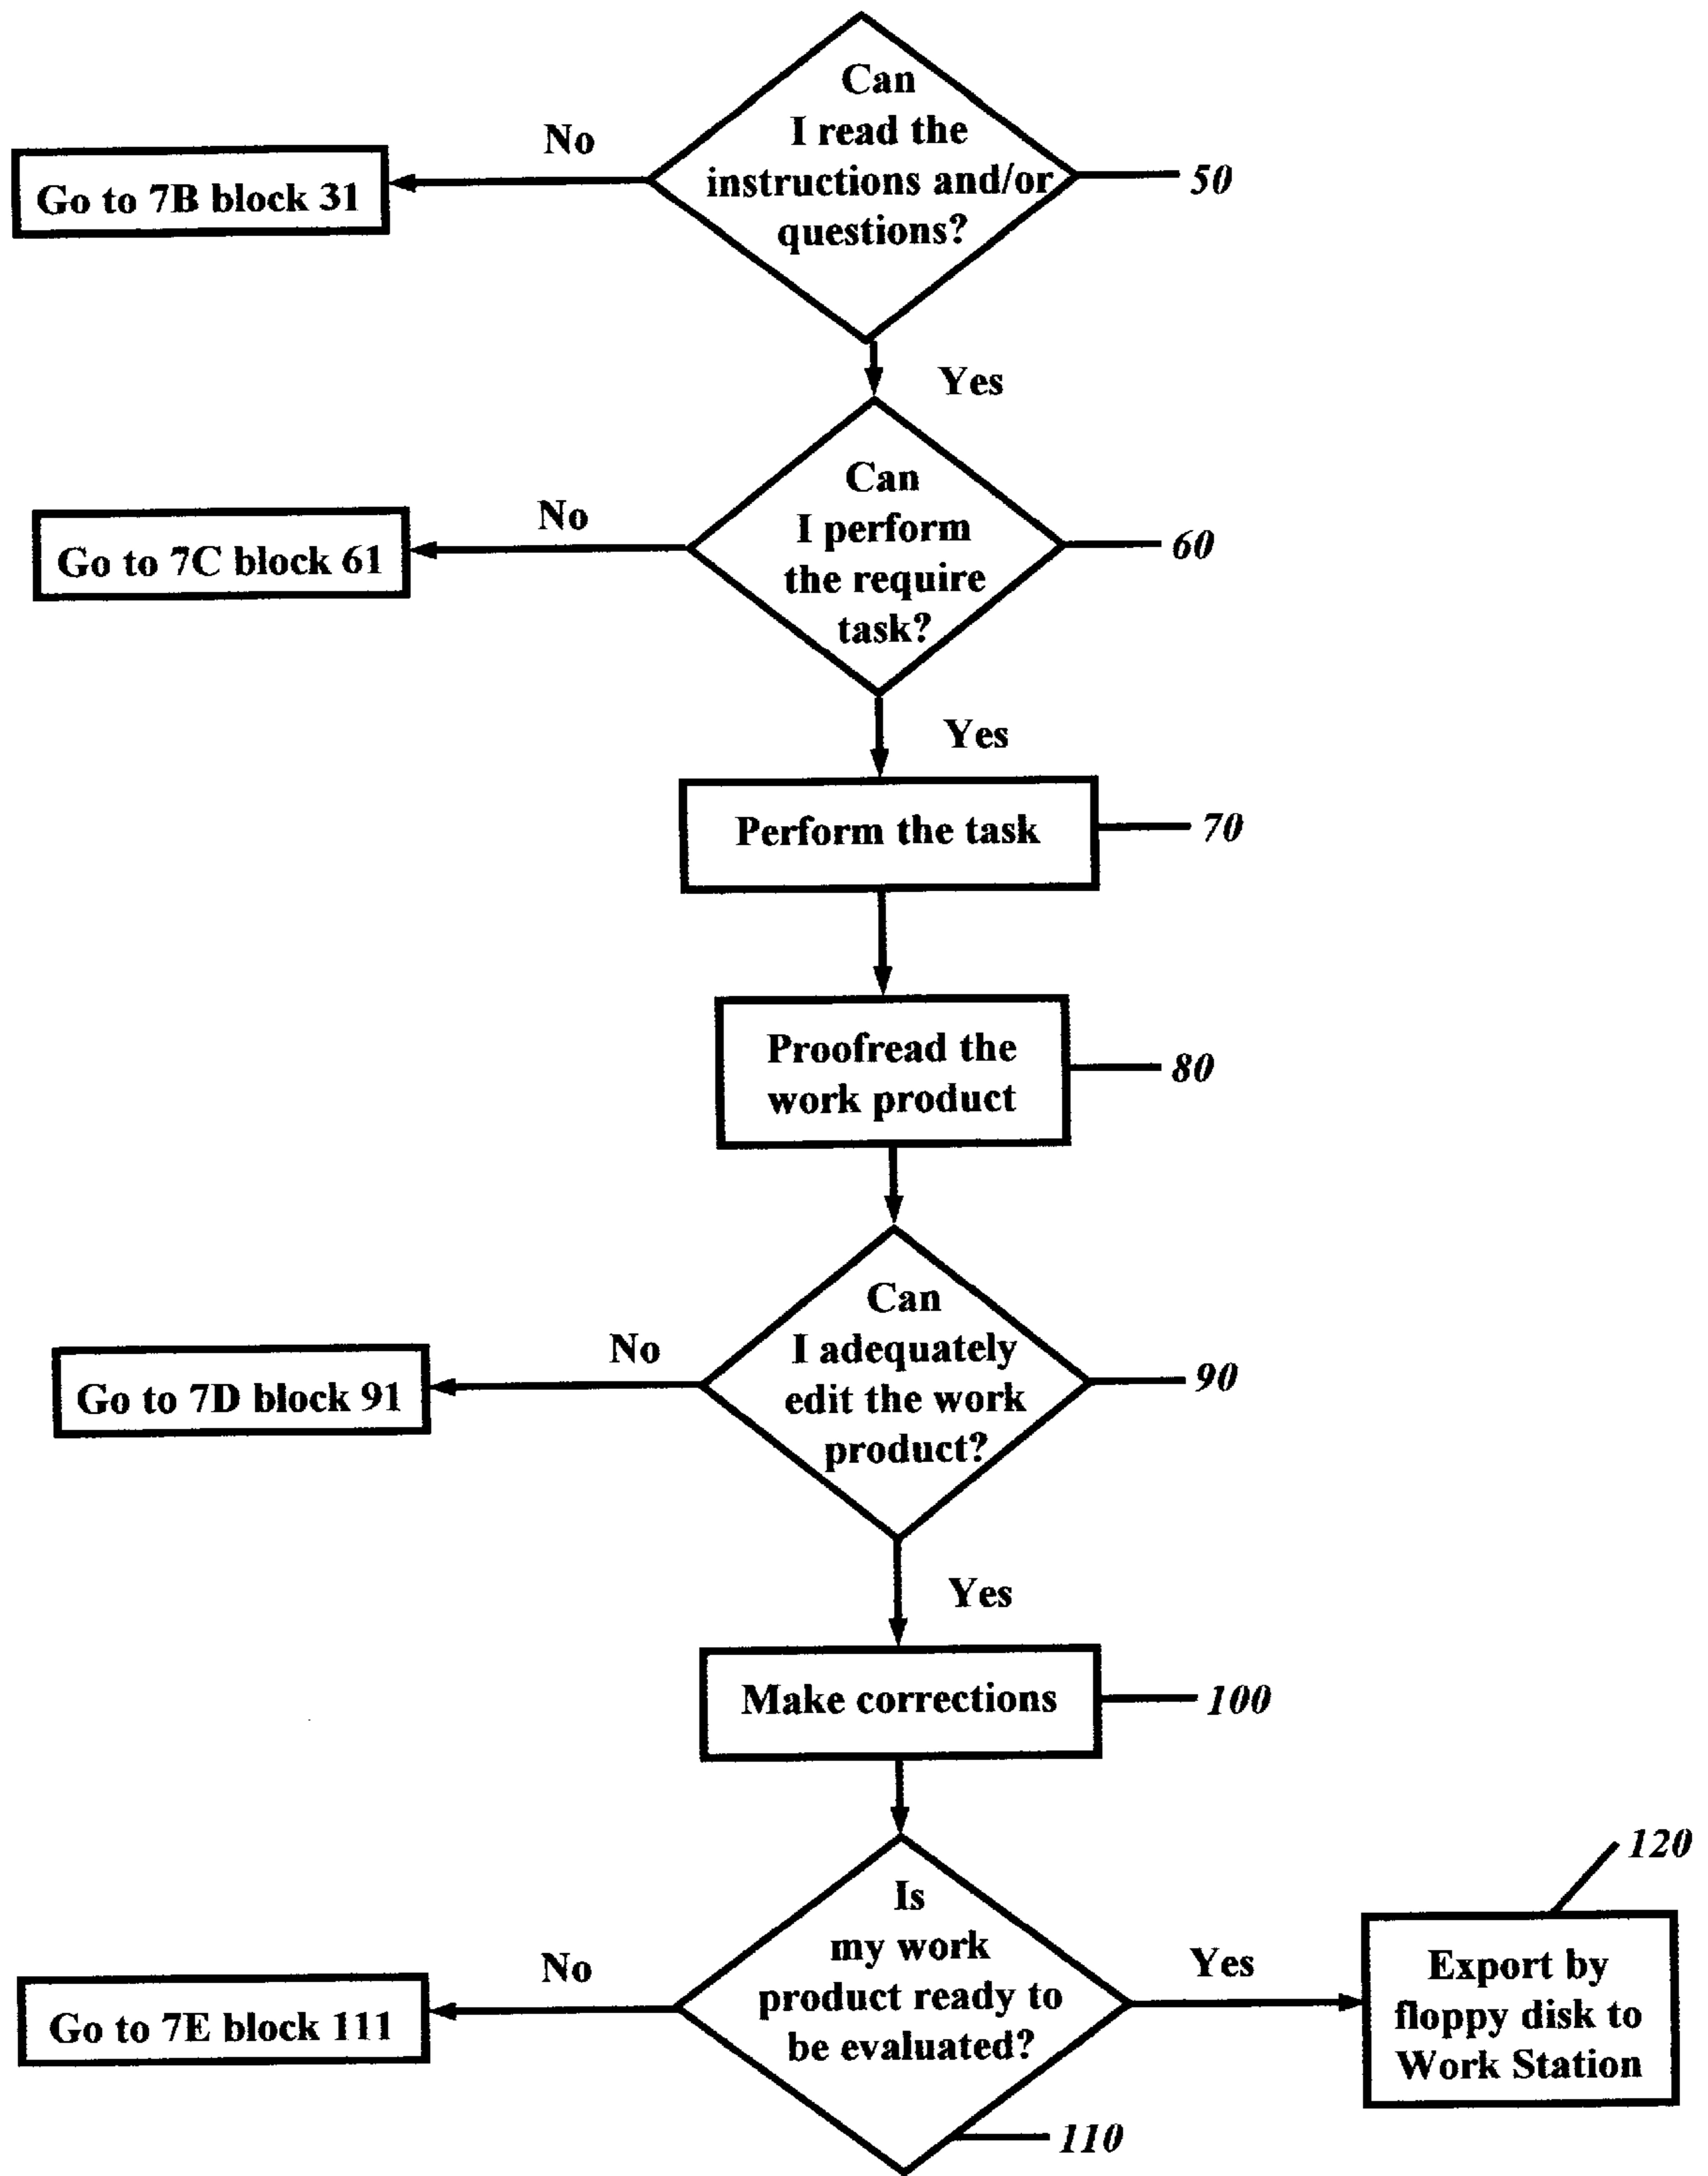 Can
I read the
instructions and/or
questions?
No
50
Go to 7B block 31
Yes
Can
I perform
the require
task?
No
60
Go to 7C block 61
Yes
Perform the task
70
Proofread the
work product
80
Can
I adequately
edit the work
product?
No
90
Go to 7D block 91
Yes
Make corrections
100
Is
my work
product ready to
be evaluated?
No
Go to 7E block 111
Yes
120
Export by
floppy disk to
Work Station
110